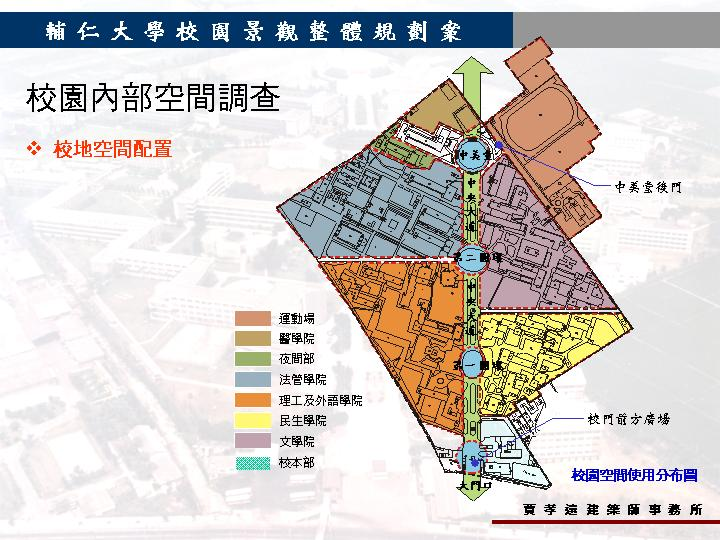 輔仁大學校園景觀整體規劃案
校園內部空間調查
校地空間配置
中美堂
中美堂後門
中央大道
第二圓環
中央大道
運動場
醫學院
夜間部
法管學院
理工及外語學院
民生學院
文學院
校本部
第一圓環
校門前方廣場
大門口
校園空間使用分布圖
賈孝遠建築師事務所